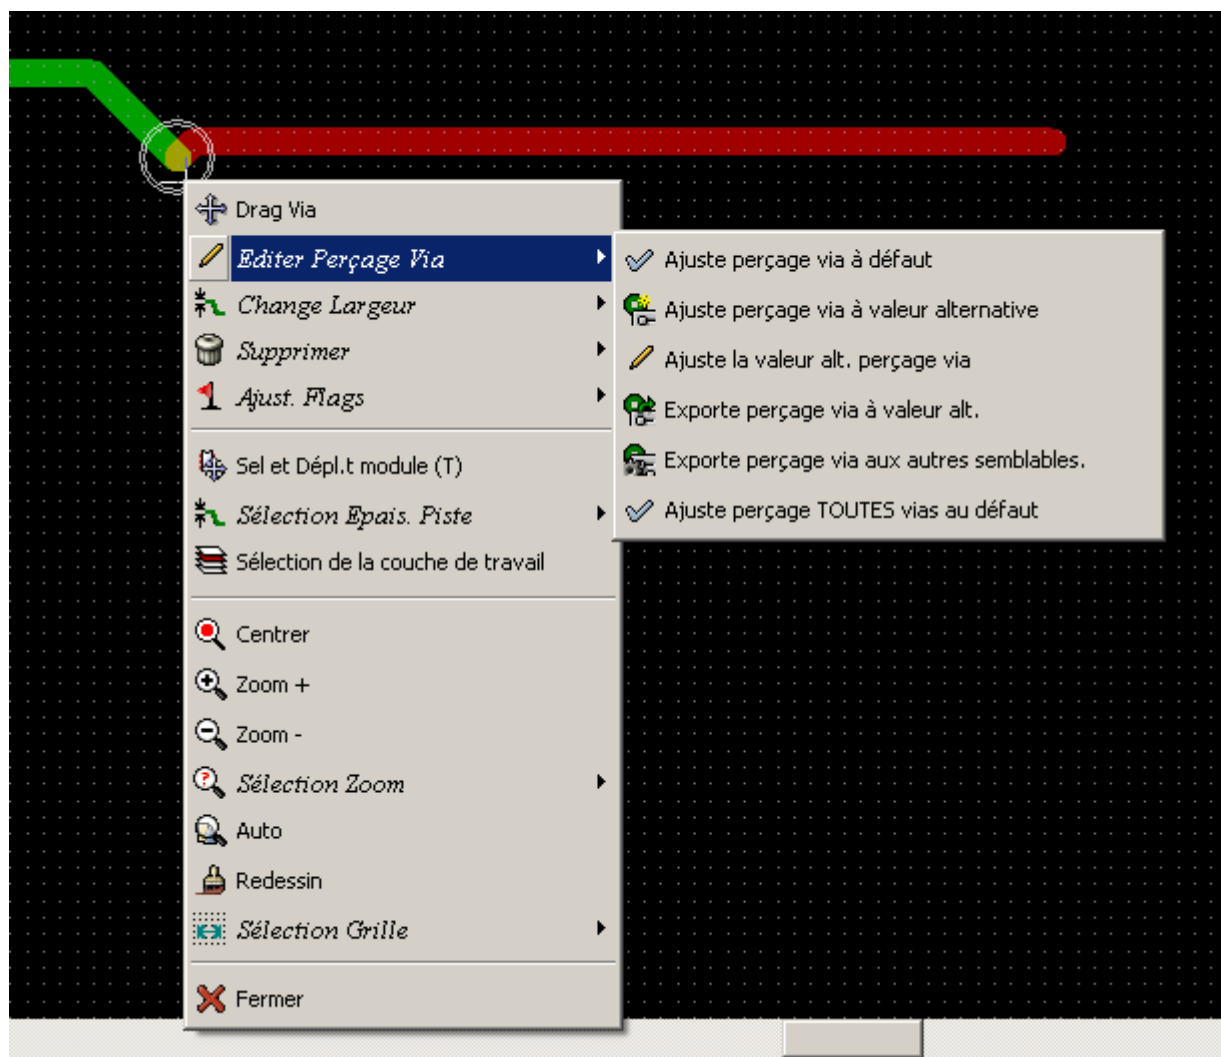 Drag Via
Editer Perçage Via
Change Largeur
Supprimer
Ajust. Flags
Sel et Dépl.t module (T)
Sélection Epais. Piste
Sélection de la couche de travail
Centrer
Zoom +
Zoom -
Sélection Zoom
Auto
Redessin
Sélection Grille
Fermer
Ajuste perçage via à défaut
Ajuste perçage via à valeur alternative
Ajuste la valeur alt. perçage via
Exporte perçage via à valeur alt.
Exporte perçage via aux autres semblables.
Ajuste perçage TOUTES vias au défaut